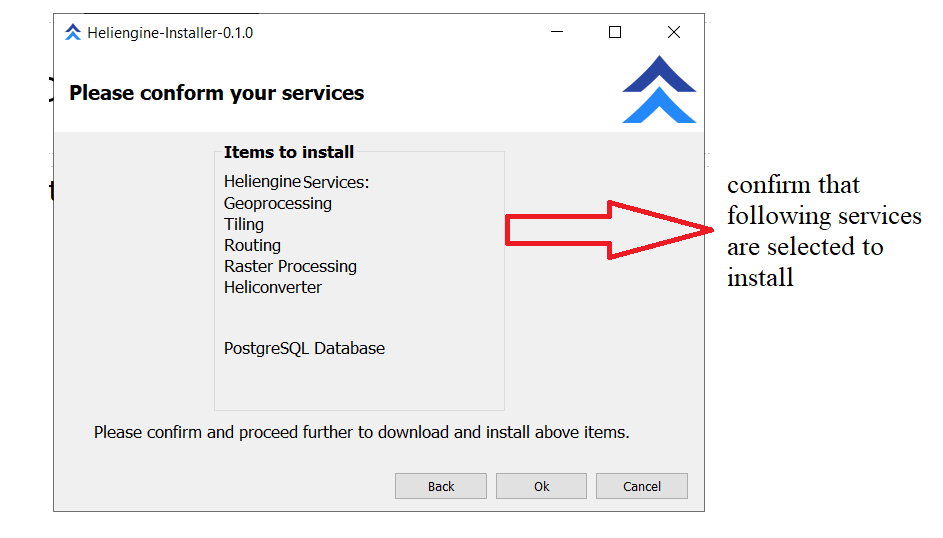 Heliengine-Installer-0.1.0
Please conform your services
Items to install
Heliengine Services:
Geoprocessing
Tiling
Routing
Raster Processing
Heliconverter
PostgreSQL Database
Please confirm and proceed further to download and install above items.
Back
Ok
Cancel
confirm that
following services
are selected to
install